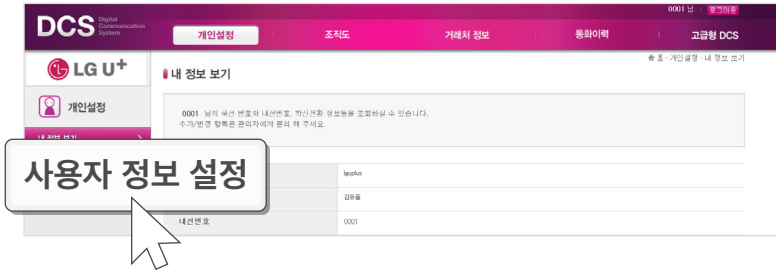 0001 님 로그아웃
DCS Digital Communication System
개인설정 조직도 거래처 정보 통화이력 고급형 DCS
홈 · 개인설정 · 내 정보 보기
LG U+
내 정보 보기
개인설정
0001 님의 국선 번호와 내선번호, 착신전환 정보등을 조회하실 수 있습니다.
추가/변경 항목은 관리자에게 문의 해 주세요.
내 정보 보기
사용자 정보 설정
lguplus
김유플
내선번호 0001